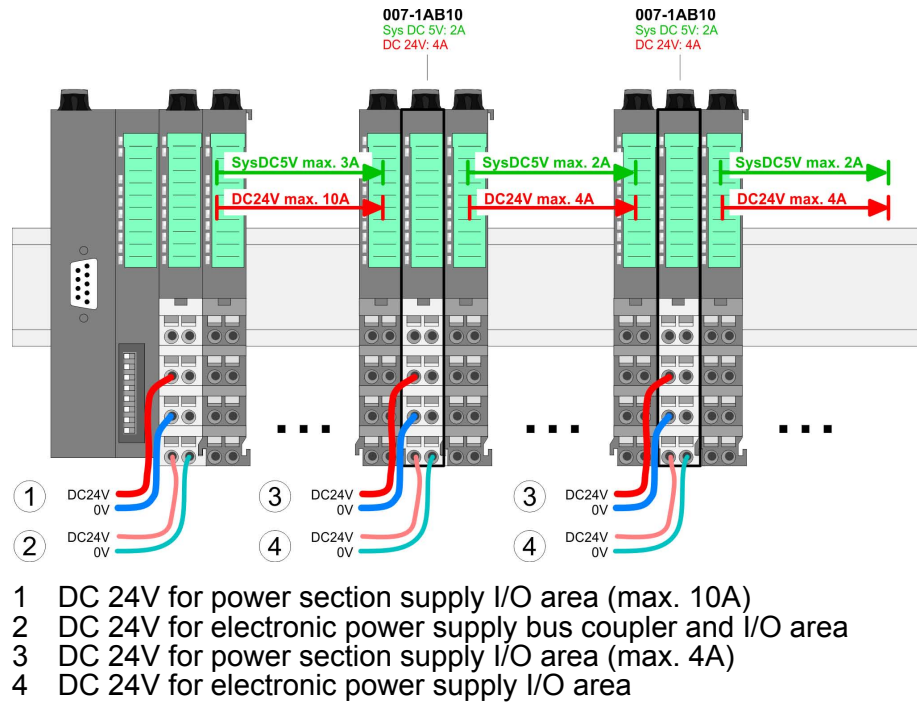 007-1AB10
Sys DC 5V: 2A
DC 24V: 4A
007-1AB10
Sys DC 5V: 2A
DC 24V: 4A
SysDC5V max. 3A
SysDC5V max. 2A
SysDC5V max. 2A
DC24V max. 10A
DC24V max. 4A
DC24V max. 4A
1
DC24V
0V
3
DC24V
0V
3
DC24V
0V
2
DC24V
0V
4
DC24V
0V
4
DC24V
0V
1 DC 24V for power section supply I/O area (max. 10A)
2 DC 24V for electronic power supply bus coupler and I/O area
3 DC 24V for power section supply I/O area (max. 4A)
4 DC 24V for electronic power supply I/O area